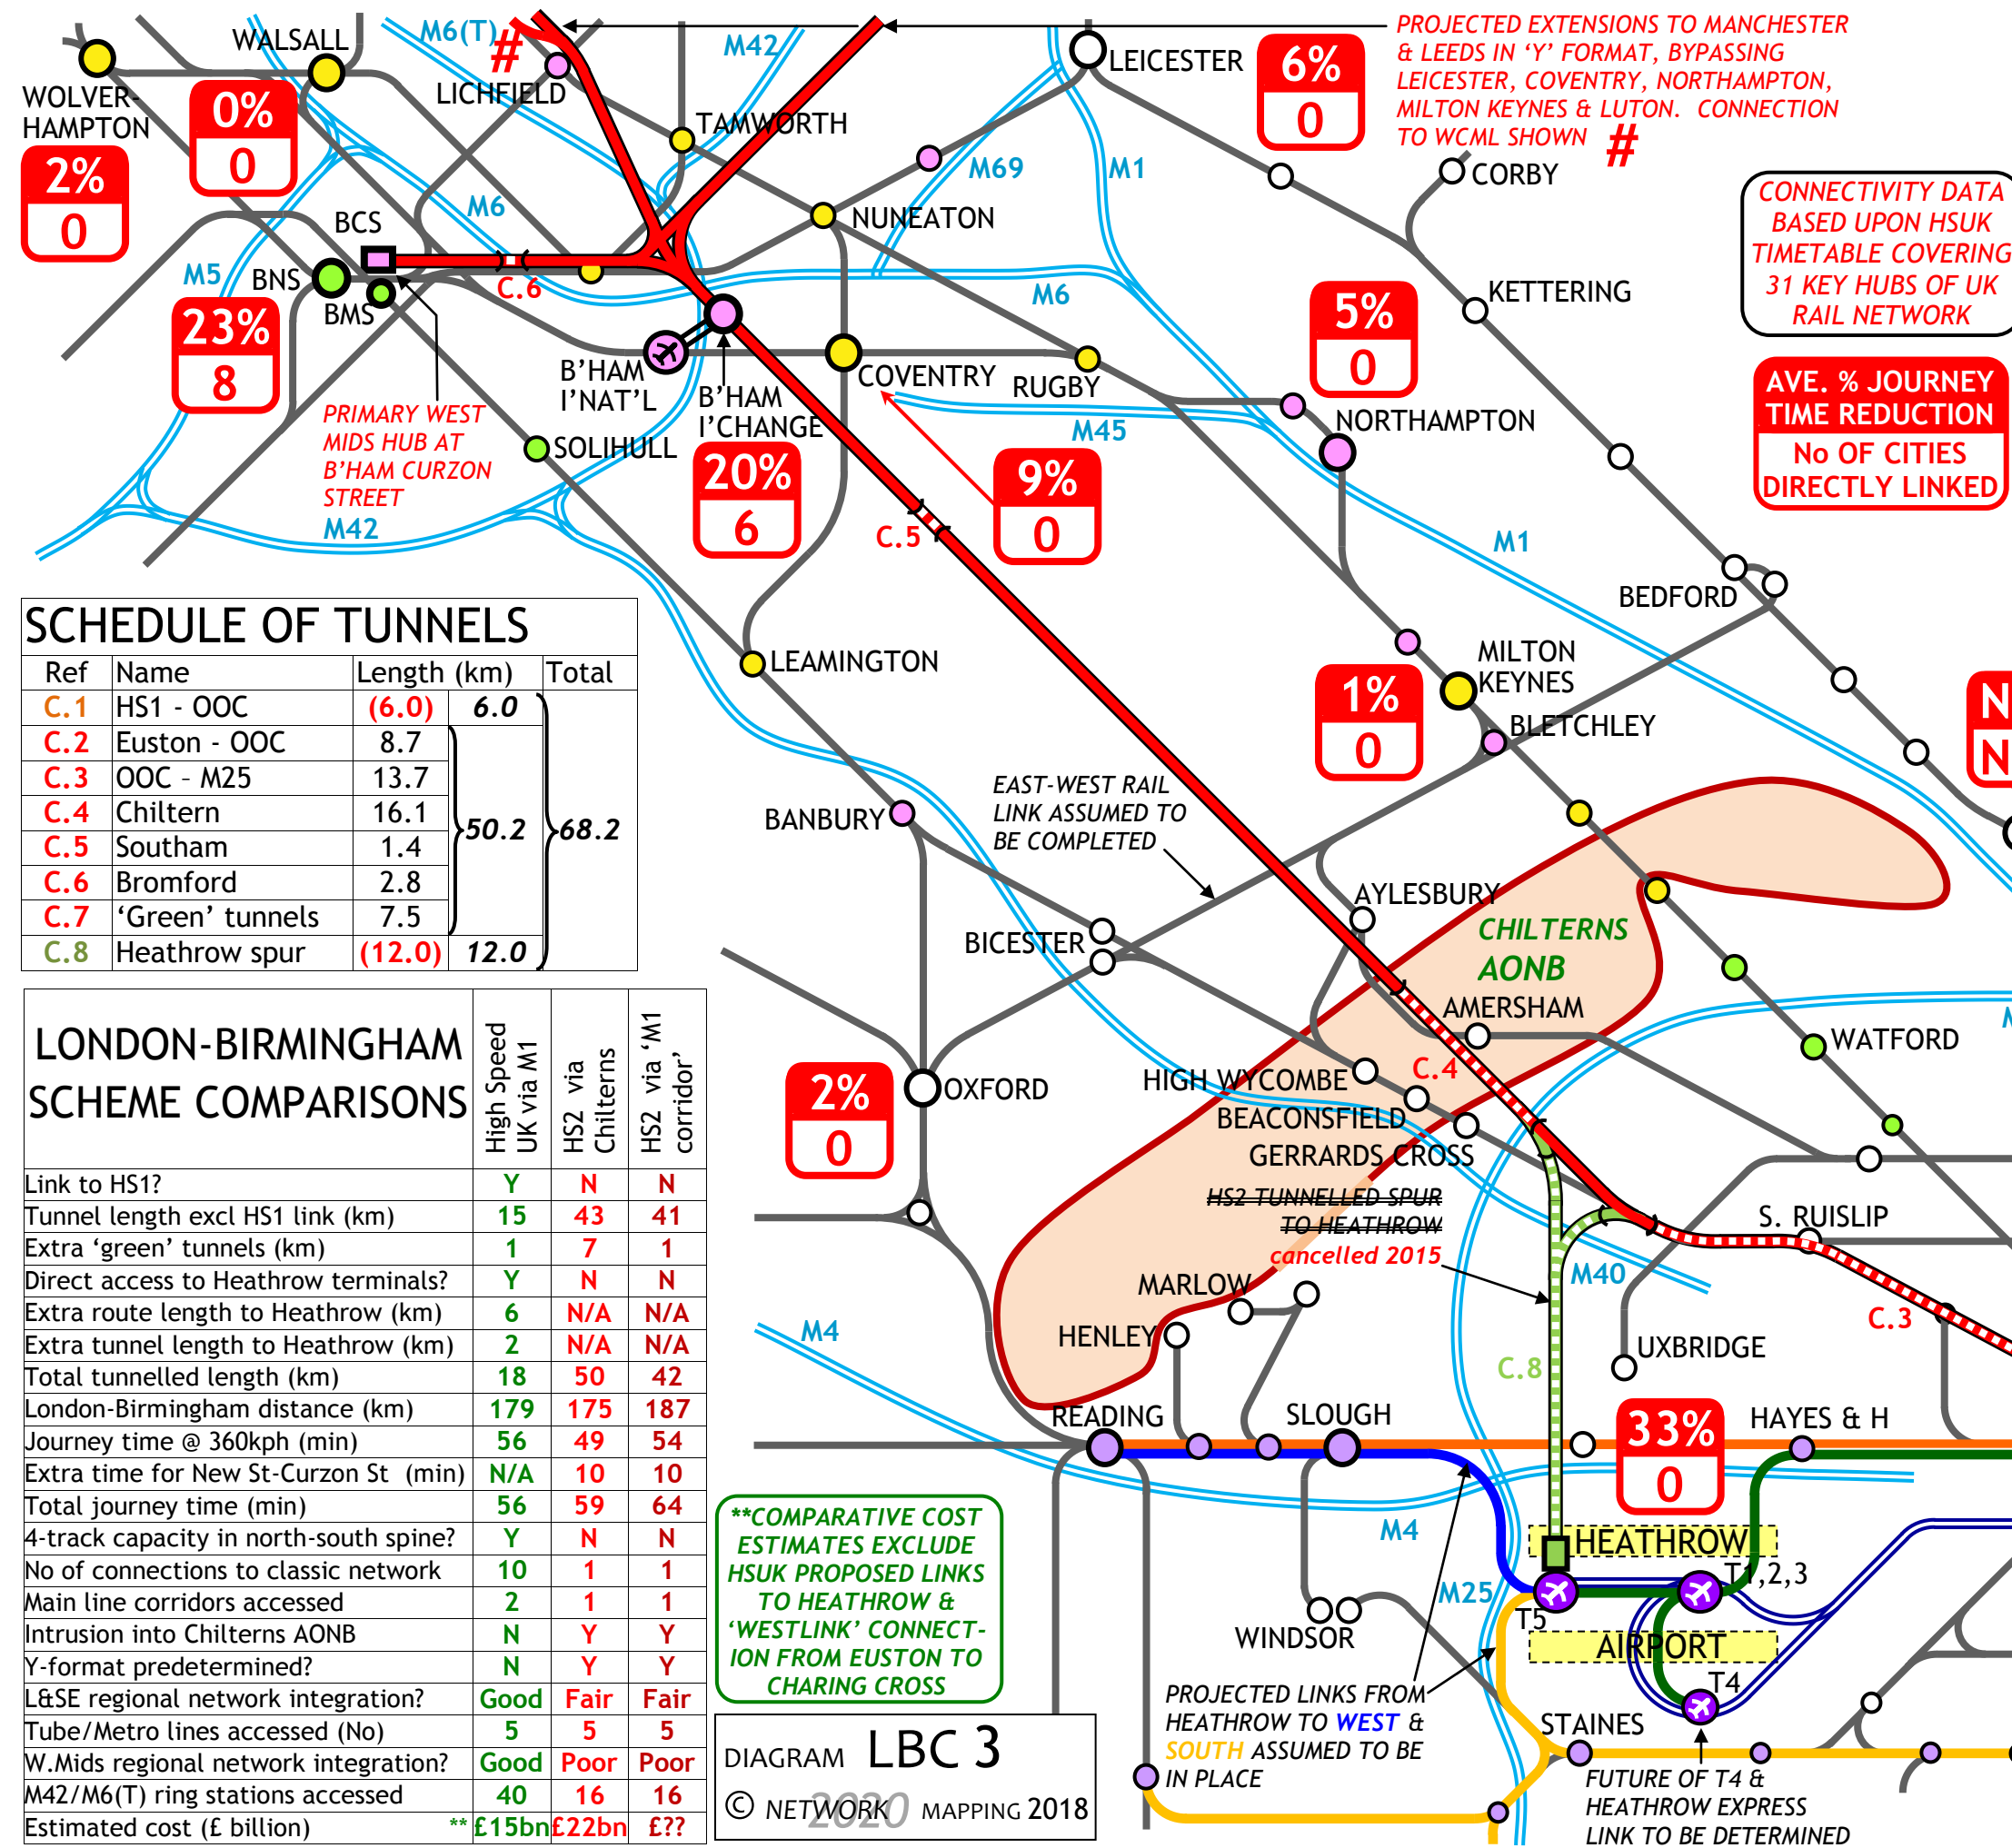 PROJECTED EXTENSIONS TO MANCHESTER
& LEEDS IN ‘Y’ FORMAT, BYPASSING
LEICESTER, COVENTRY, NORTHAMPTON,
MILTON KEYNES & LUTON. CONNECTION
TO WCML SHOWN #
M6(T)
#
M42
WALSALL
LICHFIELD
LEICESTER
6%
0
WOLVER-
HAMPTON
2%
0
0%
0
TAMWORTH
M69
M1
CORBY
CONNECTIVITY DATA
BASED UPON HSUK
TIMETABLE COVERING
31 KEY HUBS OF UK
RAIL NETWORK
M6
BCS
NUNEATON
M5
BNS
BMS
C.6
M6
KETTERING
23%
8
5%
0
B’HAM
I’NAT’L
B’HAM
I’CHANGE
COVENTRY
RUGBY
AVE. % JOURNEY
TIME REDUCTION
No OF CITIES
DIRECTLY LINKED
PRIMARY WEST
MIDS HUB AT
B’HAM CURZON
STREET
SOLIHULL
M45
NORTHAMPTON
20%
6
9%
0
M42
C.5
M1
BEDFORD
SCHEDULE OF TUNNELS
Ref Name Length (km) Total
C.1 HS1 - OOC (6.0) 6.0
C.2 Euston - OOC 8.7
C.3 OOC – M25 13.7
C.4 Chiltern 16.1
50.2 68.2
C.5 Southam 1.4
C.6 Bromford 2.8
C.7 ‘Green’ tunnels 7.5
C.8 Heathrow spur (12.0) 12.0
LEAMINGTON
MILTON
KEYNES
1%
0
BLETCHLEY
N
N
BANBURY
EAST-WEST RAIL
LINK ASSUMED TO
BE COMPLETED
AYLESBURY
CHILTERNS
AONB
BICESTER
AMERSHAM
WATFORD
M
2%
0
OXFORD
HIGH WYCOMBE
C.4
BEACONSFIELD
GERRARDS CROSS
HS2 TUNNELLED SPUR
TO HEATHROW
cancelled 2015
S. RUISLIP
M40
MARLOW
HENLEY
M4
UXBRIDGE
C.3
C.8
LONDON-BIRMINGHAM
SCHEME COMPARISONS
High Speed
UK via M1
HS2 via
Chilterns
HS2 via ‘M1
corridor’
Link to HS1? Y N N
Tunnel length excl HS1 link (km) 15 43 41
Extra ‘green’ tunnels (km) 1 7 1
Direct access to Heathrow terminals? Y N N
Extra route length to Heathrow (km) 6 N/A N/A
Extra tunnel length to Heathrow (km) 2 N/A N/A
Total tunnelled length (km) 18 50 42
London-Birmingham distance (km) 179 175 187
Journey time @ 360kph (min) 56 49 54
Extra time for New St-Curzon St (min) N/A 10 10
Total journey time (min) 56 59 64
4-track capacity in north-south spine? Y N N
No of connections to classic network 10 1 1
Main line corridors accessed 2 1 1
Intrusion into Chilterns AONB N Y Y
Y-format predetermined? N Y Y
L&SE regional network integration? Good Fair Fair
Tube/Metro lines accessed (No) 5 5 5
W.Mids regional network integration? Good Poor Poor
M42/M6(T) ring stations accessed 40 16 16
Estimated cost (£ billion) ** £15bn £22bn £??
READING
SLOUGH
33%
0
HAYES & H
**COMPARATIVE COST
ESTIMATES EXCLUDE
HSUK PROPOSED LINKS
TO HEATHROW &
‘WESTLINK’ CONNECT-
ION FROM EUSTON TO
CHARING CROSS
M4
M25
HEATHROW
T1,2,3
T5
AIRPORT
T4
WINDSOR
PROJECTED LINKS FROM
HEATHROW TO WEST &
SOUTH ASSUMED TO BE
IN PLACE
STAINES
FUTURE OF T4 &
HEATHROW EXPRESS
LINK TO BE DETERMINED
DIAGRAM LBC 3
© NETWORK 2020 MAPPING 2018